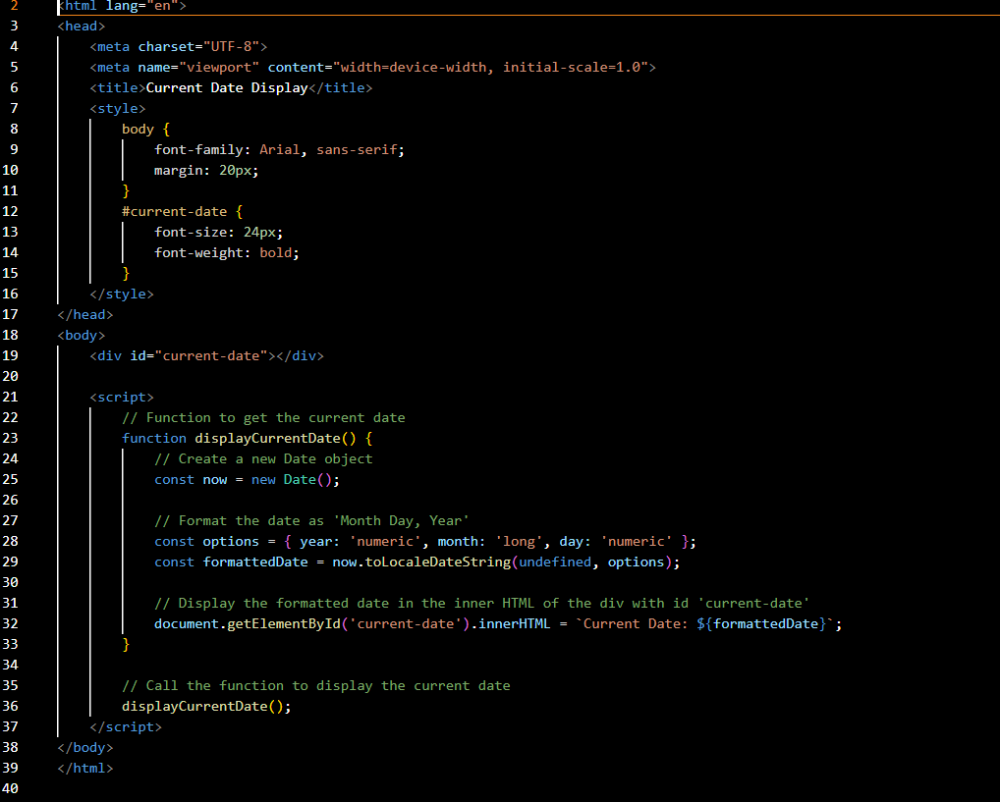 2 <html lang="en">
3 <head>
4     <meta charset="UTF-8">
5     <meta name="viewport" content="width=device-width, initial-scale=1.0">
6     <title>Current Date Display</title>
7     <style>
8         body {
9             font-family: Arial, sans-serif;
10             margin: 20px;
11         }
12         #current-date {
13             font-size: 24px;
14             font-weight: bold;
15         }
16     </style>
17 </head>
18 <body>
19     <div id="current-date"></div>
20
21     <script>
22         // Function to get the current date
23         function displayCurrentDate() {
24             // Create a new Date object
25             const now = new Date();
26
27             // Format the date as 'Month Day, Year'
28             const options = { year: 'numeric', month: 'long', day: 'numeric' };
29             const formattedDate = now.toLocaleDateString(undefined, options);
30
31             // Display the formatted date in the inner HTML of the div with id 'current-date'
32             document.getElementById('current-date').innerHTML = `Current Date: ${formattedDate}`;
33         }
34
35         // Call the function to display the current date
36         displayCurrentDate();
37     </script>
38 </body>
39 </html>
40